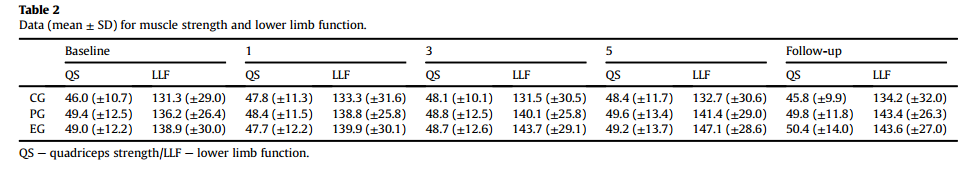 Table 2
Data (mean ± SD) for muscle strength and lower limb function.
Baseline 1 3 5 Follow-up
QS LLF QS LLF QS LLF QS LLF QS LLF
CG 46.0 (±10.7) 131.3 (±29.0) 47.8 (±11.3) 133.3 (±31.6) 48.1 (±10.1) 131.5 (±30.5) 48.4 (±11.7) 132.7 (±30.6) 45.8 (±9.9) 134.2 (±32.0)
PG 49.4 (±12.5) 136.2 (±26.4) 48.4 (±11.5) 138.8 (±25.8) 48.8 (±12.5) 140.1 (±25.8) 49.6 (±13.4) 141.4 (±29.0) 49.8 (±11.8) 143.4 (±26.3)
EG 49.0 (±12.2) 138.9 (±30.0) 47.7 (±12.2) 139.9 (±30.1) 48.7 (±12.6) 143.7 (±29.1) 49.2 (±13.7) 147.1 (±28.6) 50.4 (±14.0) 143.6 (±27.0)
QS – quadriceps strength/LLF – lower limb function.